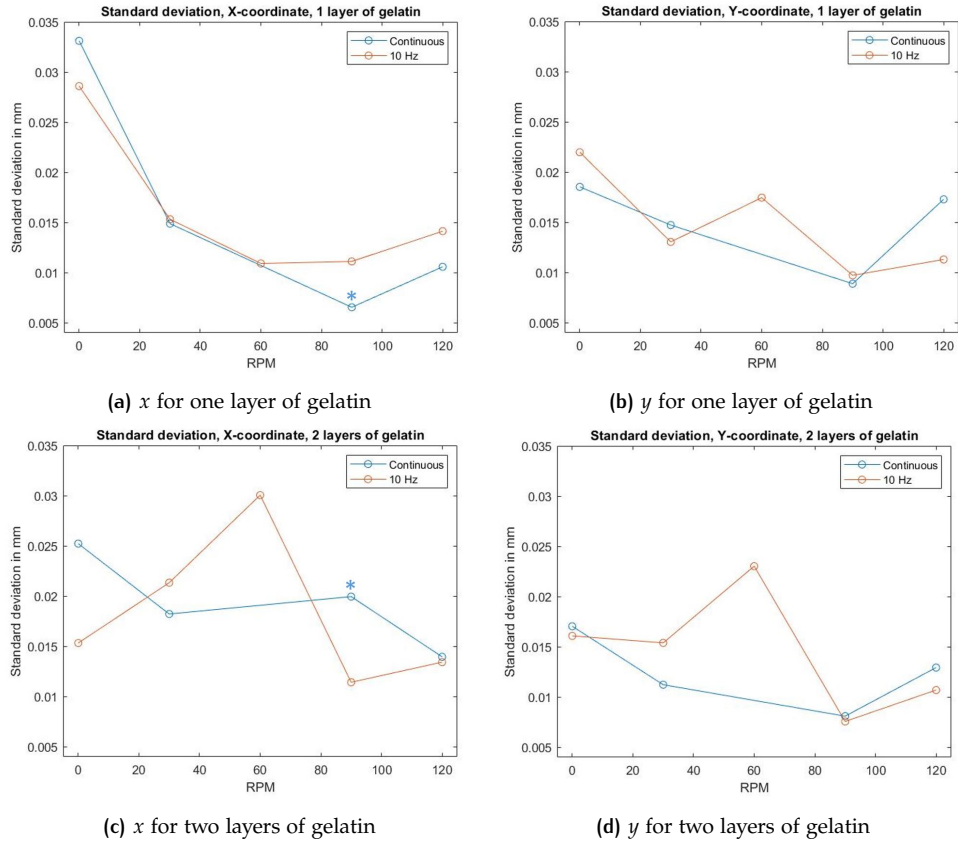 Standard deviation, X-coordinate, 1 layer of gelatin
Continuous
10 Hz
Standard deviation in mm
0.035
0.03
0.025
0.02
0.015
0.01
0.005
0 20 40 60 80 100 120
RPM
(a) x for one layer of gelatin
Standard deviation, Y-coordinate, 1 layer of gelatin
Continuous
10 Hz
Standard deviation in mm
0.035
0.03
0.025
0.02
0.015
0.01
0.005
0 20 40 60 80 100 120
RPM
(b) y for one layer of gelatin
Standard deviation, X-coordinate, 2 layers of gelatin
Continuous
10 Hz
Standard deviation in mm
0.035
0.03
0.025
0.02
0.015
0.01
0.005
0 20 40 60 80 100 120
RPM
*
(c) x for two layers of gelatin
Standard deviation, Y-coordinate, 2 layers of gelatin
Continuous
10 Hz
Standard deviation in mm
0.035
0.03
0.025
0.02
0.015
0.01
0.005
0 20 40 60 80 100 120
RPM
(d) y for two layers of gelatin